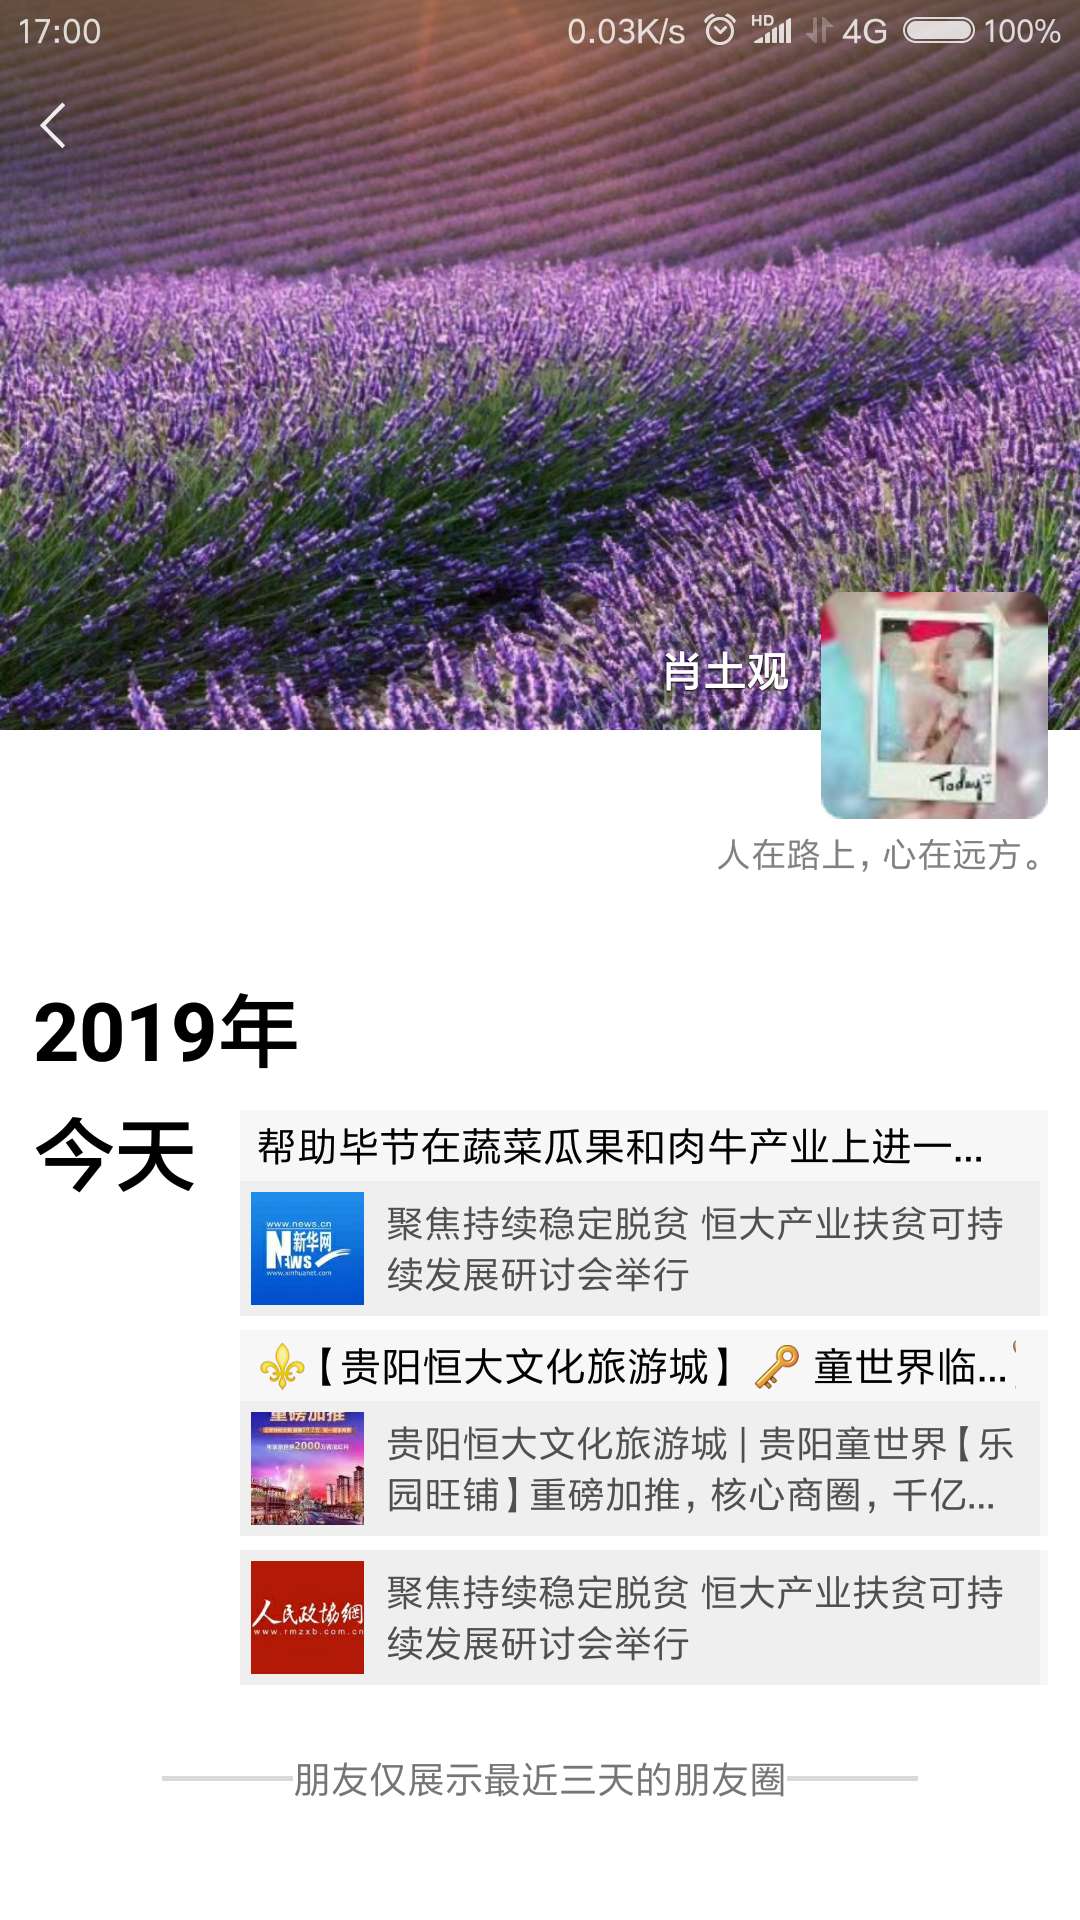 17:00 0.03K/s HD 4G 100%
肖土观
Today
人在路上，心在远方。
2019年
今天
帮助毕节在蔬菜瓜果和肉牛产业上进一...
www.news.cn
NEWS 新华网
www.xinhuanet.com
聚焦持续稳定脱贫 恒大产业扶贫可持
续发展研讨会举行
⚜【贵阳恒大文化旅游城】🔑 童世界临...
重磅加推
贵阳恒大文化旅游城 | 贵阳童世界【乐
园旺铺】重磅加推，核心商圈，千亿...
人民政协網
www.rmzxb.com.cn
聚焦持续稳定脱贫 恒大产业扶贫可持
续发展研讨会举行
朋友仅展示最近三天的朋友圈